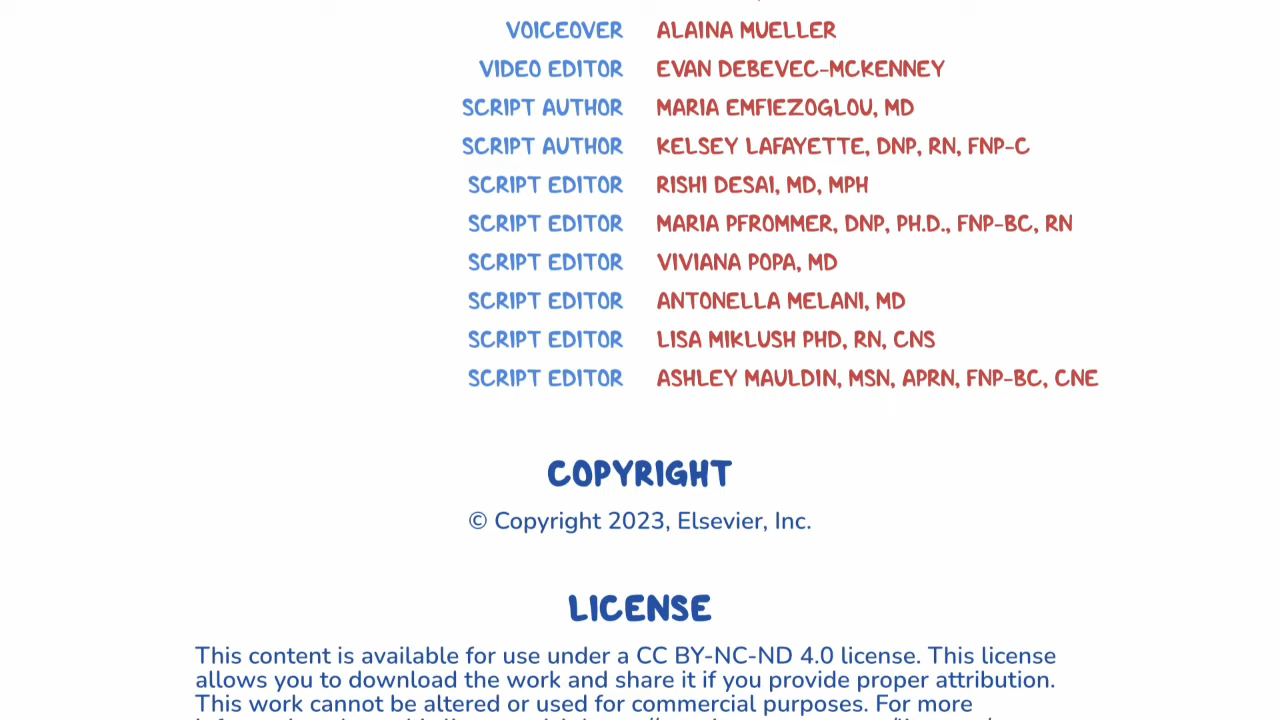 VOICEOVER ALAINA MUELLER
VIDEO EDITOR EVAN DEBEVEC-MCKENNEY
SCRIPT AUTHOR MARIA EMFIEZOGLOU, MD
SCRIPT AUTHOR KELSEY LAFAYETTE, DNP, RN, FNP-C
SCRIPT EDITOR RISHI DESAI, MD, MPH
SCRIPT EDITOR MARIA PFROMMER, DNP, PH.D., FNP-BC, RN
SCRIPT EDITOR VIVIANA POPA, MD
SCRIPT EDITOR ANTONELLA MELANI, MD
SCRIPT EDITOR LISA MIKLUSH PHD, RN, CNS
SCRIPT EDITOR ASHLEY MAULDIN, MSN, APRN, FNP-BC, CNE
COPYRIGHT
© Copyright 2023, Elsevier, Inc.
LICENSE
This content is available for use under a CC BY-NC-ND 4.0 license. This license
allows you to download the work and share it if you provide proper attribution.
This work cannot be altered or used for commercial purposes. For more